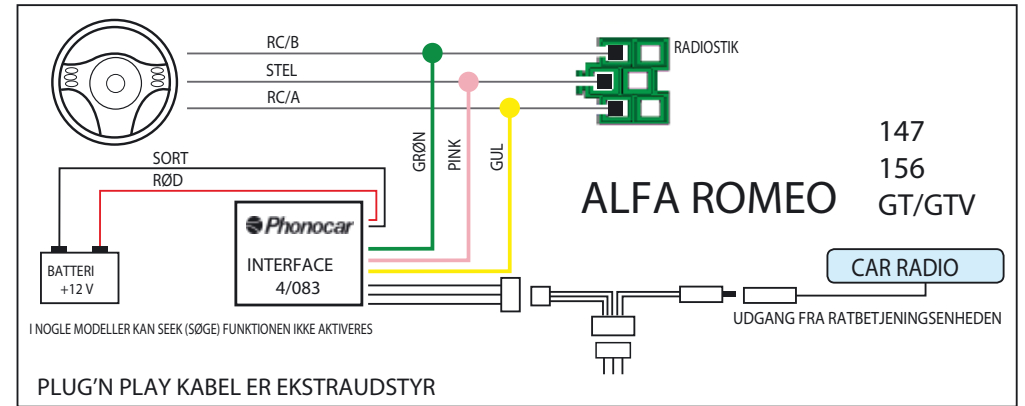 RC/B
STEL
RC/A
RADIOSTIK
GRØN
PINK
GUL
SORT
RØD
147
156
GT/GTV
ALFA ROMEO
Phonocar
INTERFACE
4/083
BATTERI
+12 V
CAR RADIO
UDGANG FRA RATBETJENINGSENHEDEN
I NOGLE MODELLER KAN SEEK (SØGE) FUNKTIONEN IKKE AKTIVERES
PLUG'N PLAY KABEL ER EKSTRAUDSTYR